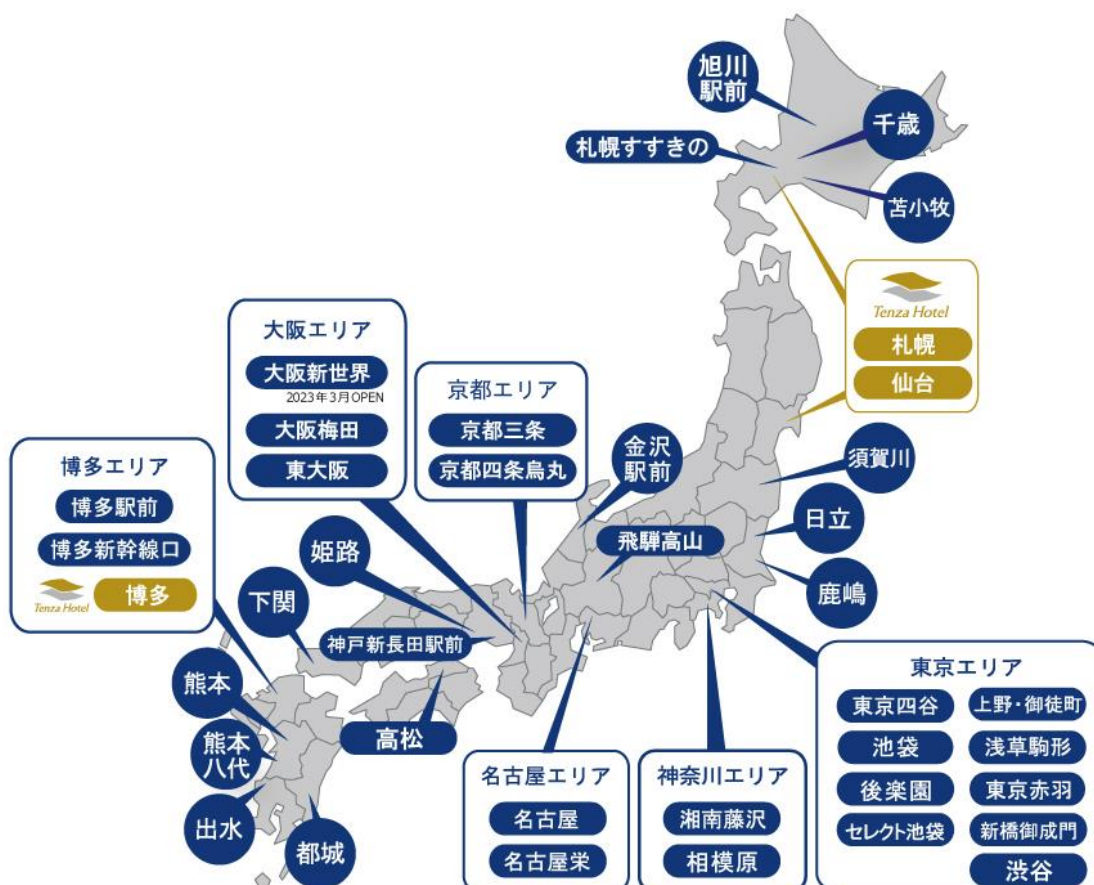 旭川
駅前
千歳
札幌すすきの
苫小牧
Tenza Hotel
札幌
仙台
大阪エリア
大阪新世界
2023年3月OPEN
大阪梅田
東大阪
京都エリア
京都三条
京都四条烏丸
金沢
駅前
須賀川
博多エリア
博多駅前
博多新幹線口
Tenza Hotel
博多
日立
飛騨高山
姫路
鹿嶋
下関
神戸新長田駅前
熊本
高松
熊本
八代
出水
都城
名古屋エリア
名古屋
名古屋栄
神奈川エリア
湘南藤沢
相模原
東京エリア
東京四谷
上野・御徒町
池袋
浅草駒形
後楽園
東京赤羽
セレクト池袋
新橋御成門
渋谷